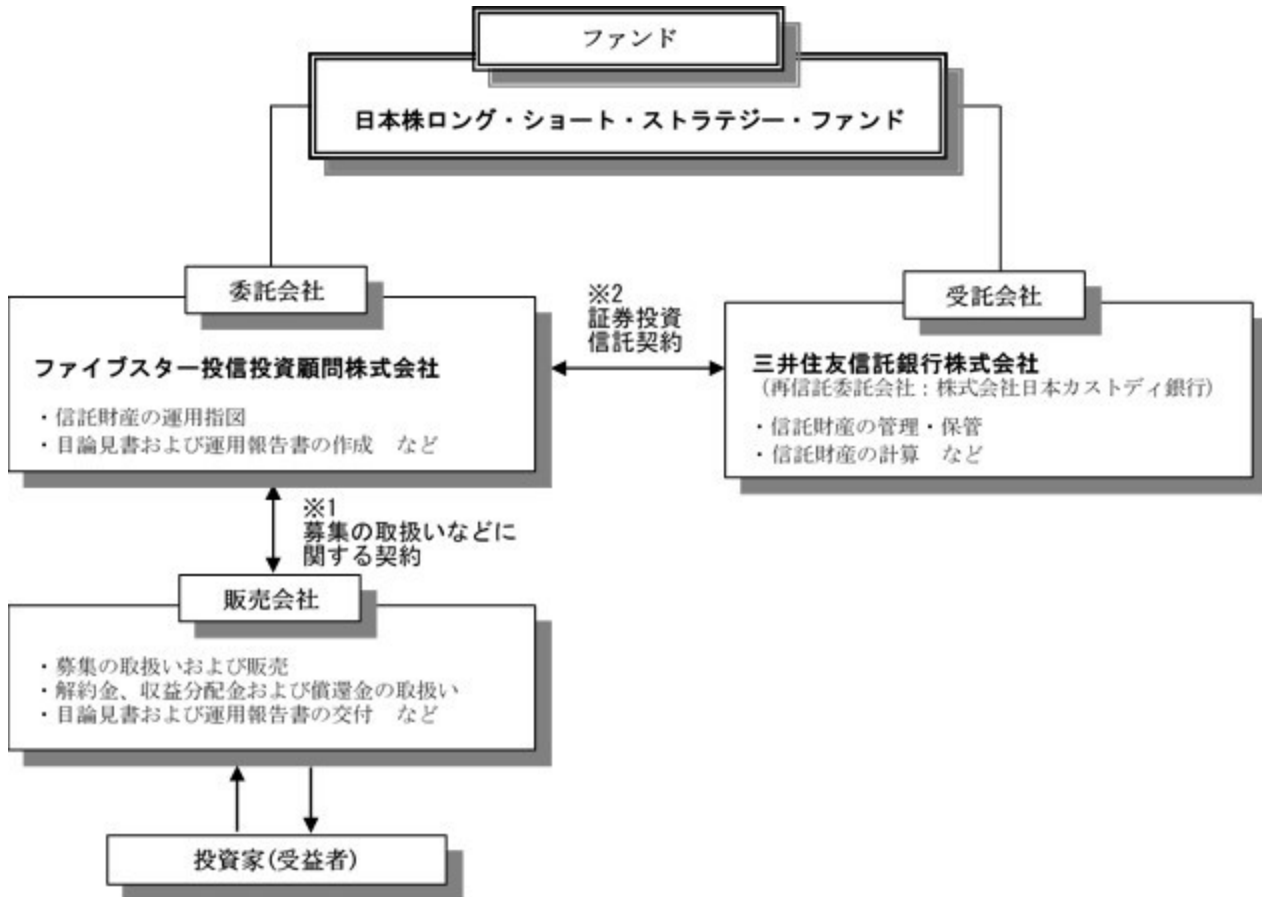 ファンド
日本株ロング・ショート・ストラテジー・ファンド
委託会社
ファイブスター投信投資顧問株式会社
・信託財産の運用指図
・目論見書および運用報告書の作成　など
※2
証券投資
信託契約
受託会社
三井住友信託銀行株式会社
(再信託委託会社：株式会社日本カストディ銀行)
・信託財産の管理・保管
・信託財産の計算　など
※1
募集の取扱いなどに
関する契約
販売会社
・募集の取扱いおよび販売
・解約金、収益分配金および償還金の取扱い
・目論見書および運用報告書の交付　など
投資家(受益者)